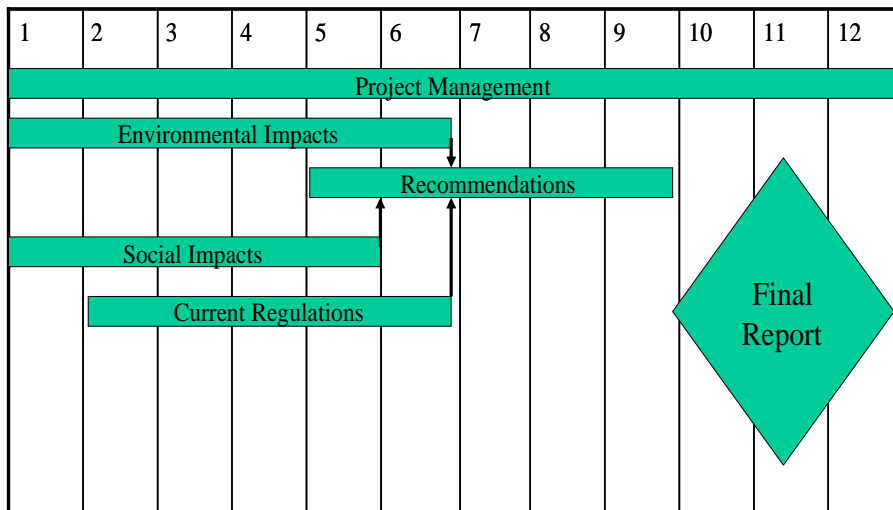 1 2 3 4 5 6 7 8 9 10 11 12
Project Management
Environmental Impacts
Recommendations
Social Impacts
Current Regulations
Final
Report